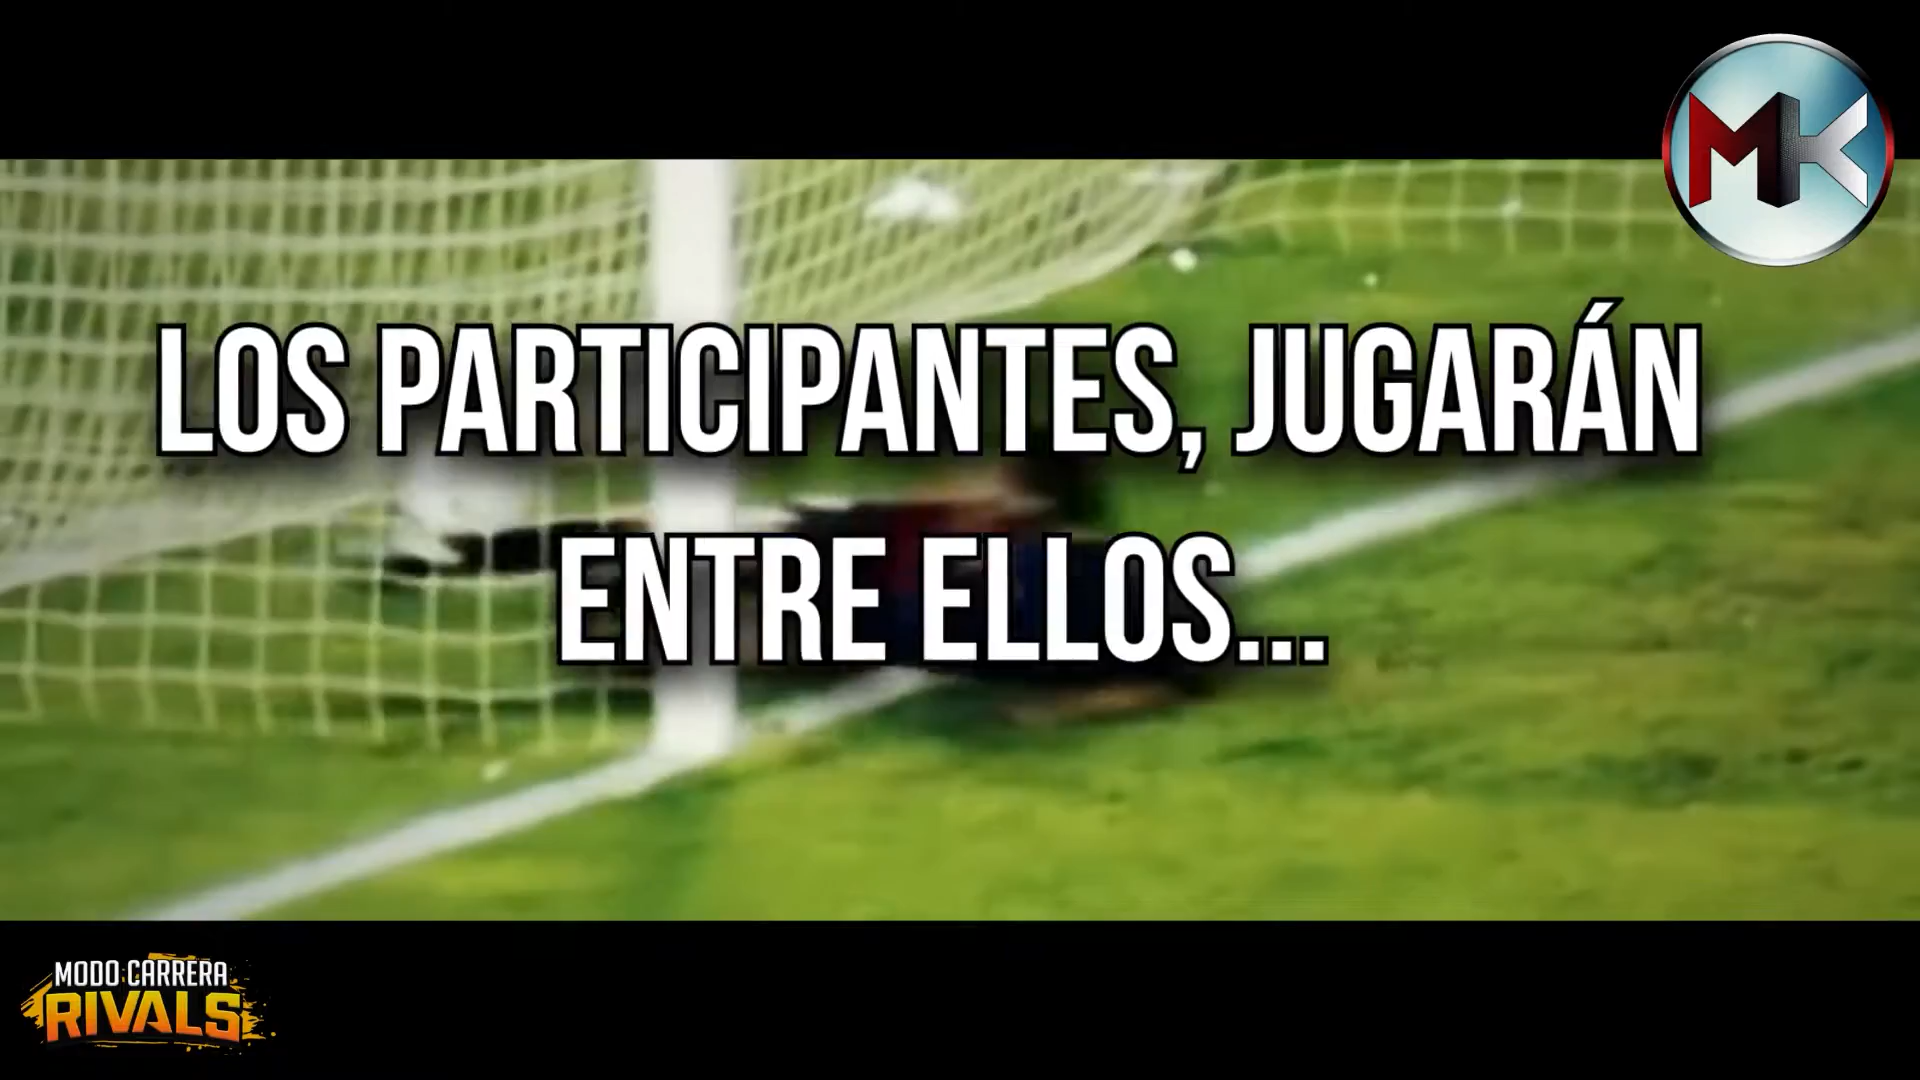 MK
LOS PARTICIPANTES, JUGARÁN
ENTRE ELLOS...
MODO CARRERA
RIVALS